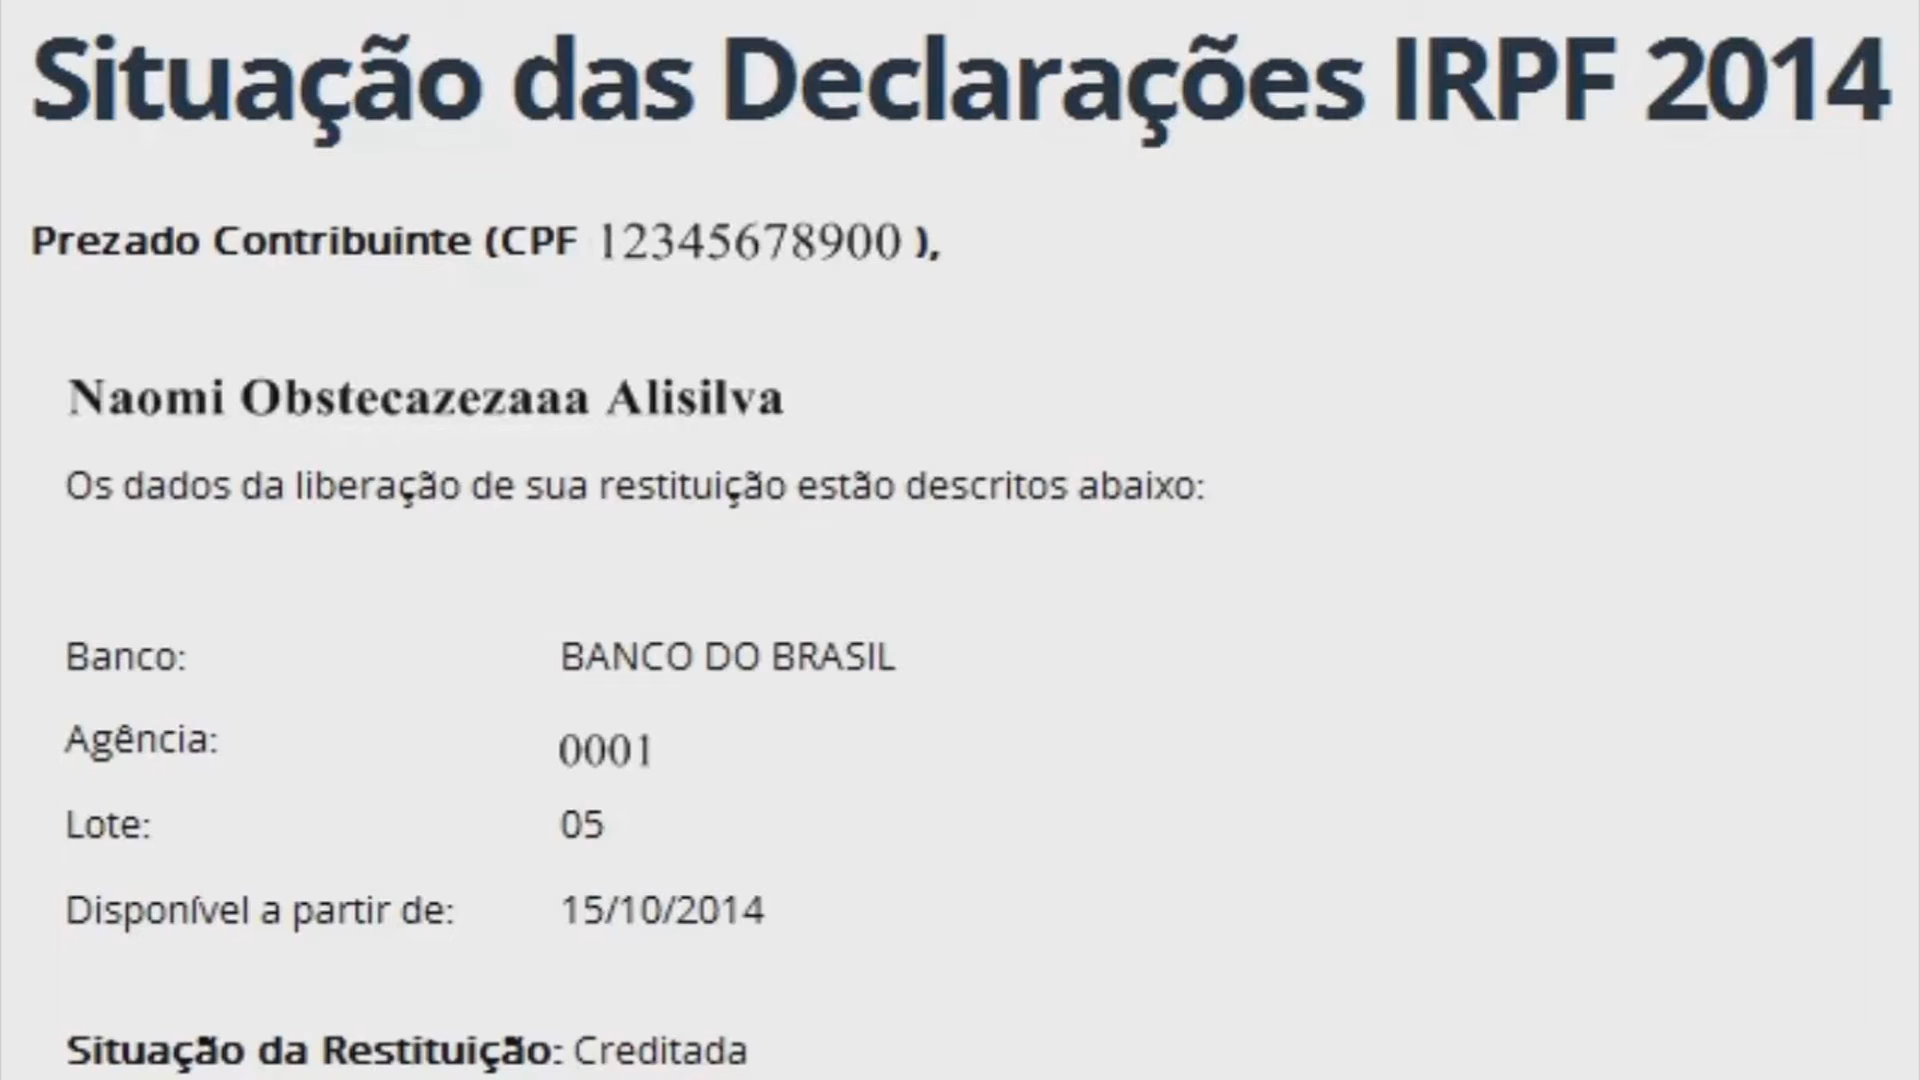 Situação das Declarações IRPF 2014
Prezado Contribuinte (CPF 12345678900 ),
Naomi Obstecazezaaa Alisilva
Os dados da liberação de sua restituição estão descritos abaixo:
Banco: BANCO DO BRASIL
Agência: 0001
Lote: 05
Disponível a partir de: 15/10/2014
Situação da Restituição: Creditada